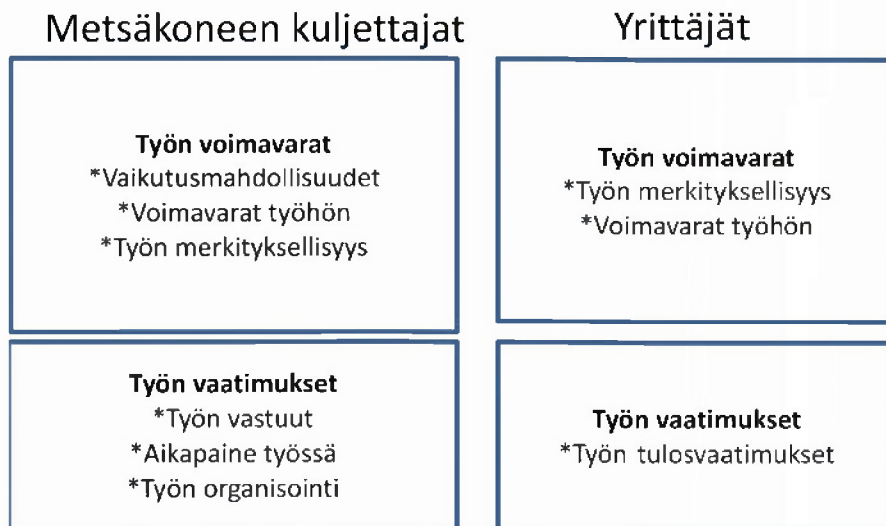 Metsäkoneen kuljettajat
Työn voimavarat
*Vaikutusmahdollisuudet
*Voimavarat työhön
*Työn merkityksellisyys
Työn vaatimukset
*Työn vastuut
*Aikapaine työssä
*Työn organisointi
Yrittäjät
Työn voimavarat
*Työn merkityksellisyys
*Voimavarat työhön
Työn vaatimukset
*Työn tulosvaatimukset